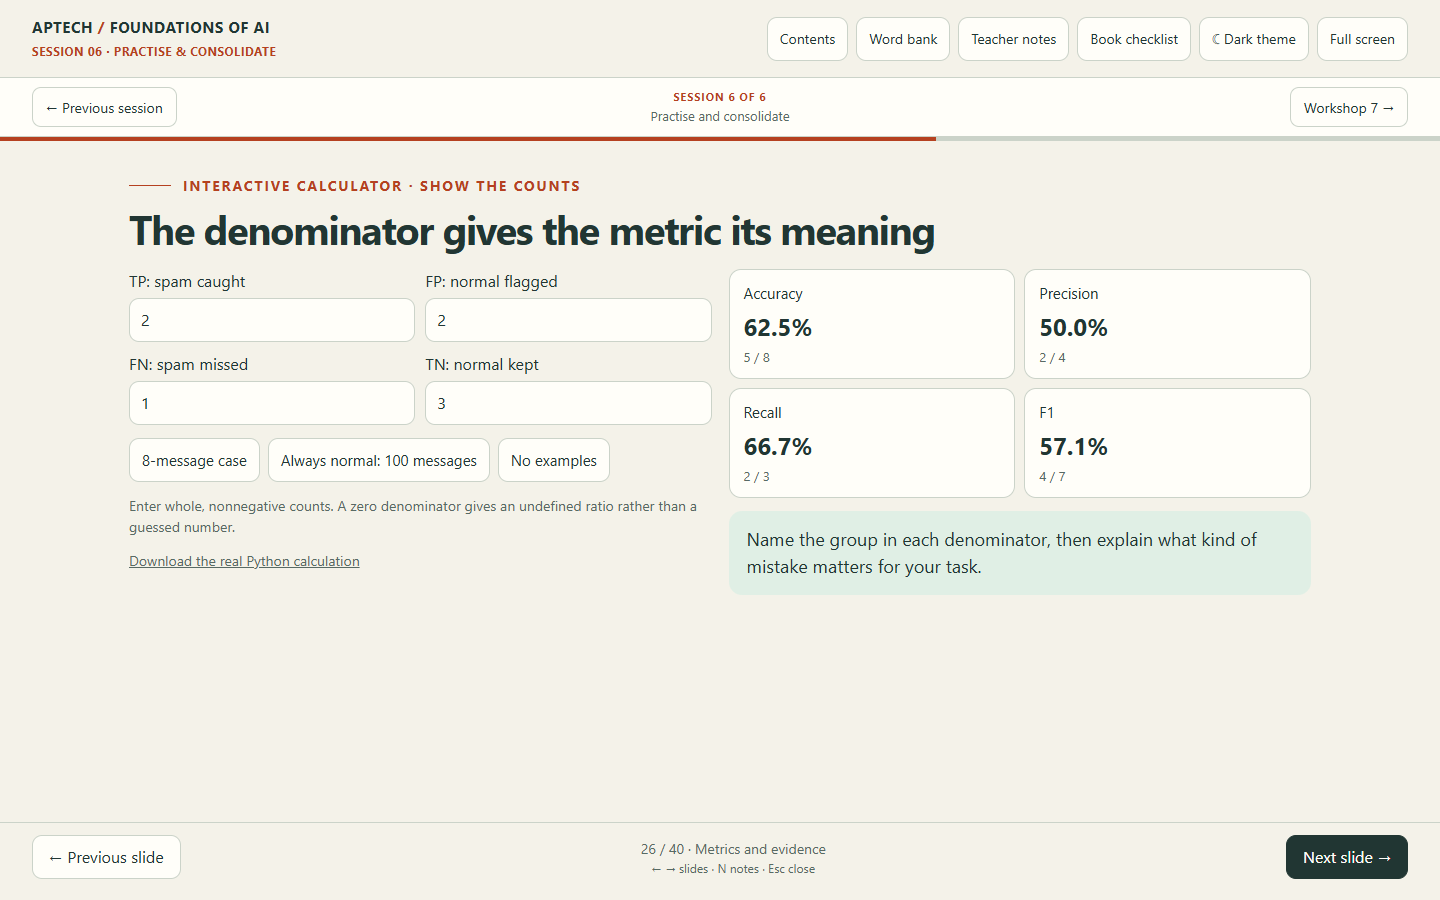 APTECH / FOUNDATIONS OF AI
SESSION 06 · PRACTISE & CONSOLIDATE
Contents
Word bank
Teacher notes
Book checklist
☾ Dark theme
Full screen
← Previous session
SESSION 6 OF 6
Practise and consolidate
Workshop 7 →
INTERACTIVE CALCULATOR · SHOW THE COUNTS
The denominator gives the metric its meaning
TP: spam caught
2
FP: normal flagged
2
FN: spam missed
1
TN: normal kept
3
8-message case
Always normal: 100 messages
No examples
Enter whole, nonnegative counts. A zero denominator gives an undefined ratio rather than a
guessed number.
Download the real Python calculation
Accuracy
62.5%
5 / 8
Precision
50.0%
2 / 4
Recall
66.7%
2 / 3
F1
57.1%
4 / 7
Name the group in each denominator, then explain what kind of
mistake matters for your task.
← Previous slide
26 / 40 · Metrics and evidence
← → slides · N notes · Esc close
Next slide →